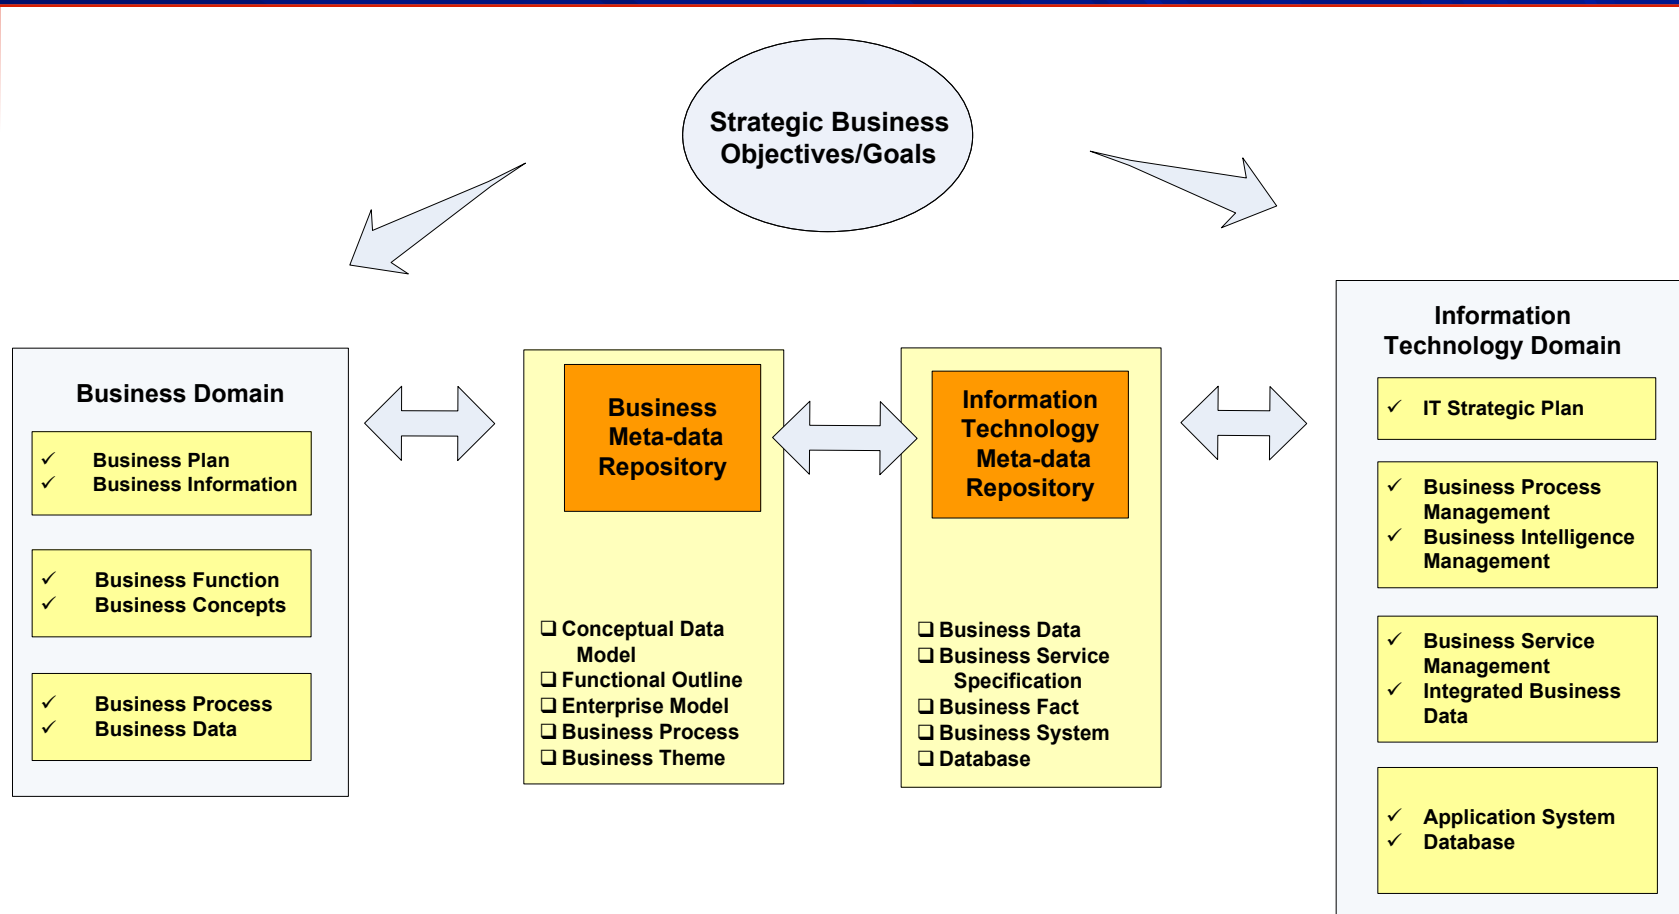 Strategic Business
Objectives/Goals
Business Domain
✓ Business Plan
✓ Business Information
✓ Business Function
✓ Business Concepts
✓ Business Process
✓ Business Data
Business
Meta-data
Repository
❑ Conceptual Data
Model
❑ Functional Outline
❑ Enterprise Model
❑ Business Process
❑ Business Theme
Information
Technology
Meta-data
Repository
❑ Business Data
❑ Business Service
Specification
❑ Business Fact
❑ Business System
❑ Database
Information
Technology Domain
✓ IT Strategic Plan
✓ Business Process
Management
✓ Business Intelligence
Management
✓ Business Service
Management
✓ Integrated Business
Data
✓ Application System
✓ Database